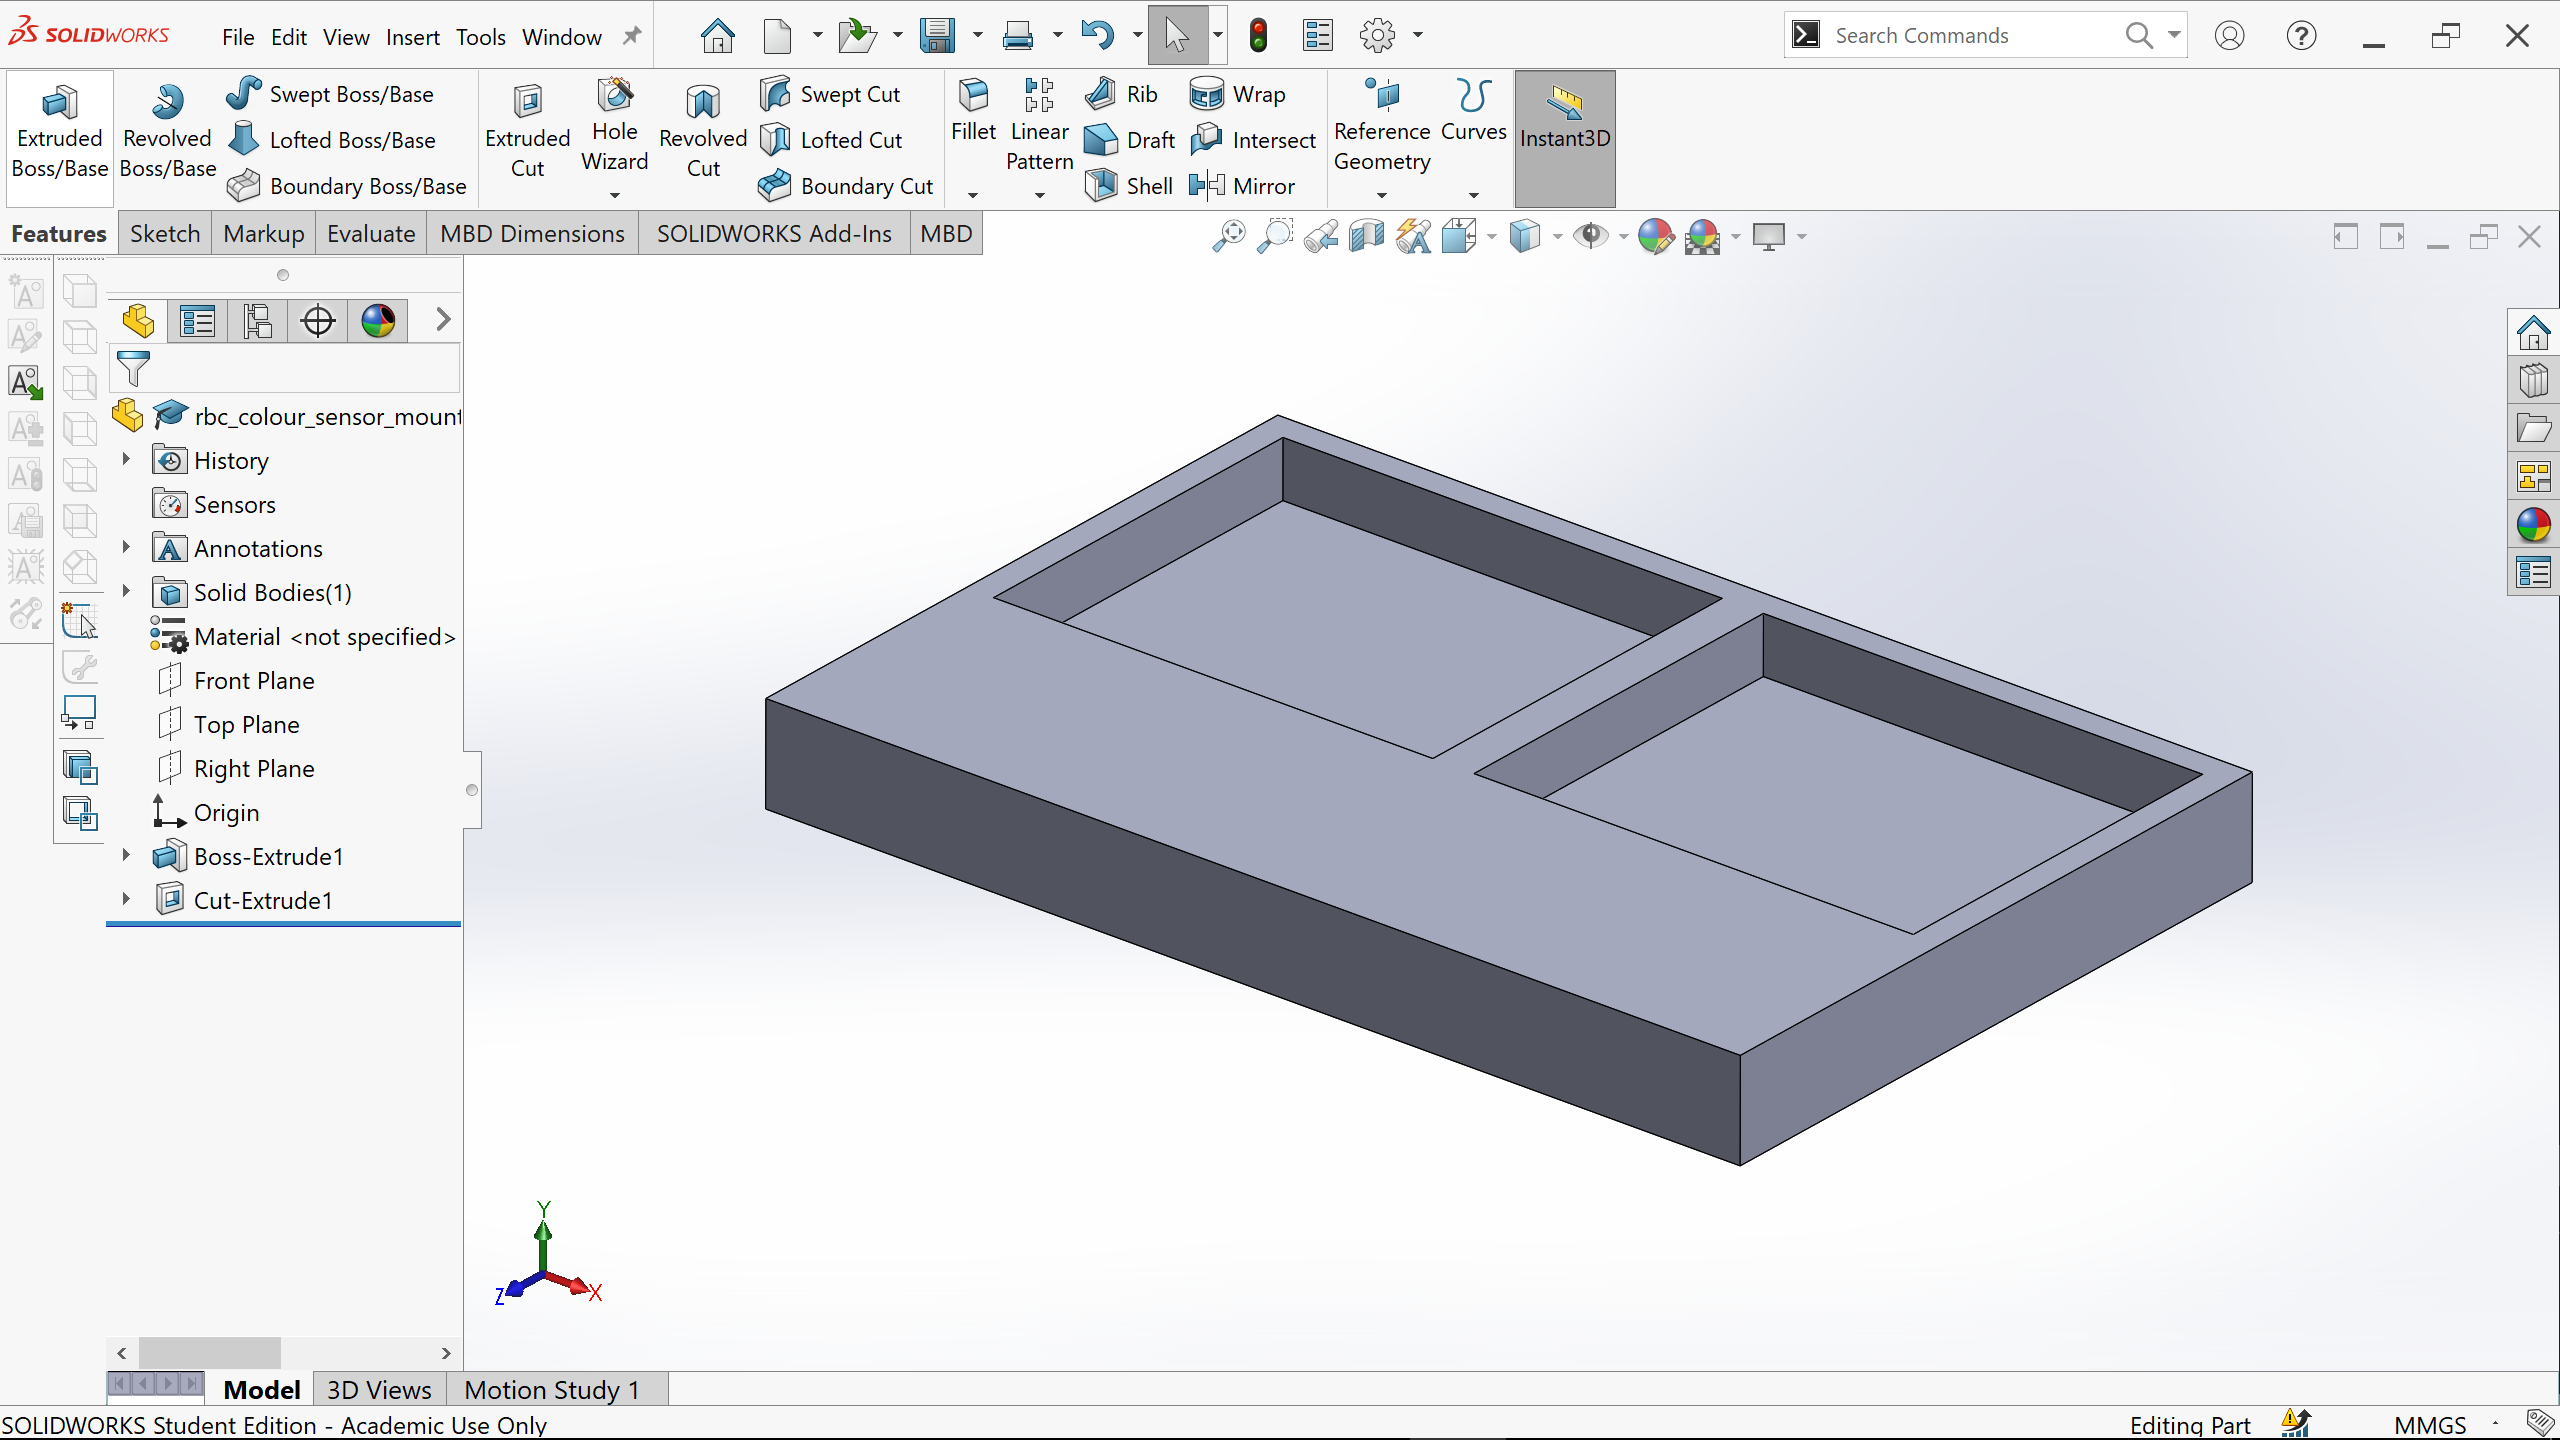 SOLIDWORKS File Edit View Insert Tools Window Search Commands
Extruded Boss/Base
Revolved Boss/Base
Swept Boss/Base
Lofted Boss/Base
Boundary Boss/Base
Extruded Cut
Hole Wizard
Revolved Cut
Swept Cut
Lofted Cut
Boundary Cut
Fillet
Linear Pattern
Rib
Draft
Shell
Wrap
Intersect
Mirror
Reference Geometry
Curves
Instant3D
Features Sketch Markup Evaluate MBD Dimensions SOLIDWORKS Add-Ins MBD
rbc_colour_sensor_mount
History
Sensors
Annotations
Solid Bodies(1)
Material <not specified>
Front Plane
Top Plane
Right Plane
Origin
Boss-Extrude1
Cut-Extrude1
Y
Z X
Model 3D Views Motion Study 1
SOLIDWORKS Student Edition - Academic Use Only Editing Part MMGS